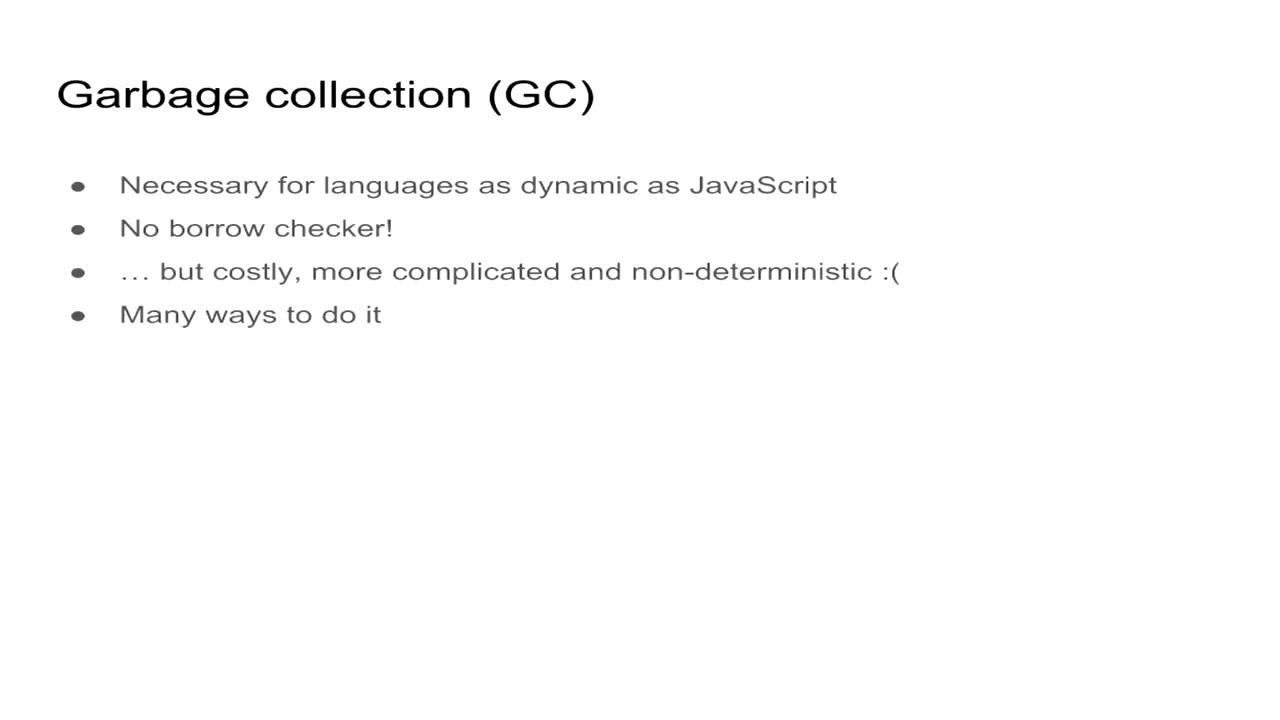 Garbage collection (GC)
● Necessary for languages as dynamic as JavaScript
● No borrow checker!
● … but costly, more complicated and non-deterministic :(
● Many ways to do it